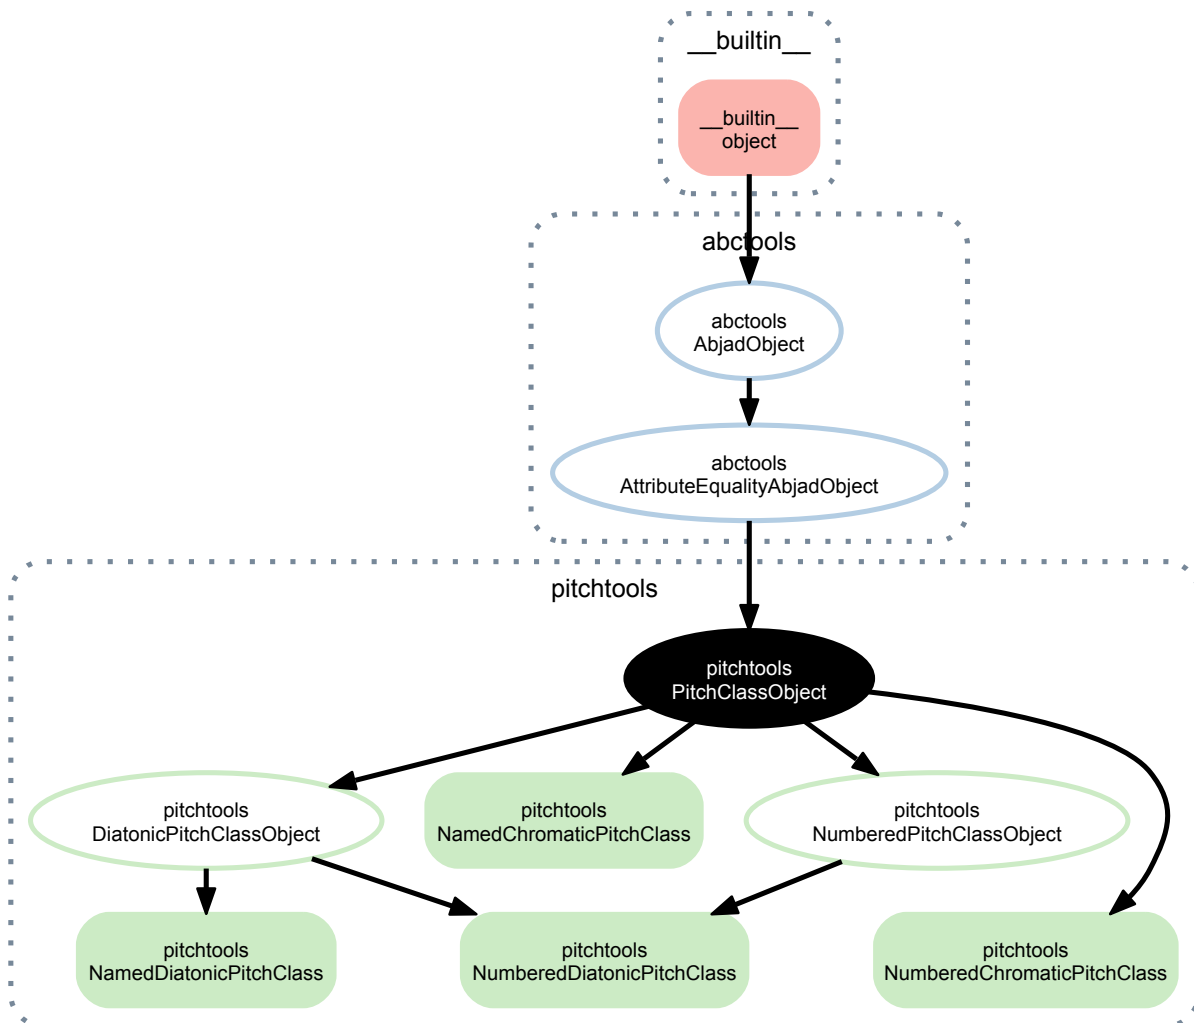 __builtin__
__builtin__
object
abctools
abctools
AbjadObject
abctools
AttributeEqualityAbjadObject
pitchtools
pitchtools
PitchClassObject
pitchtools
DiatonicPitchClassObject
pitchtools
NamedChromaticPitchClass
pitchtools
NumberedPitchClassObject
pitchtools
NamedDiatonicPitchClass
pitchtools
NumberedDiatonicPitchClass
pitchtools
NumberedChromaticPitchClass